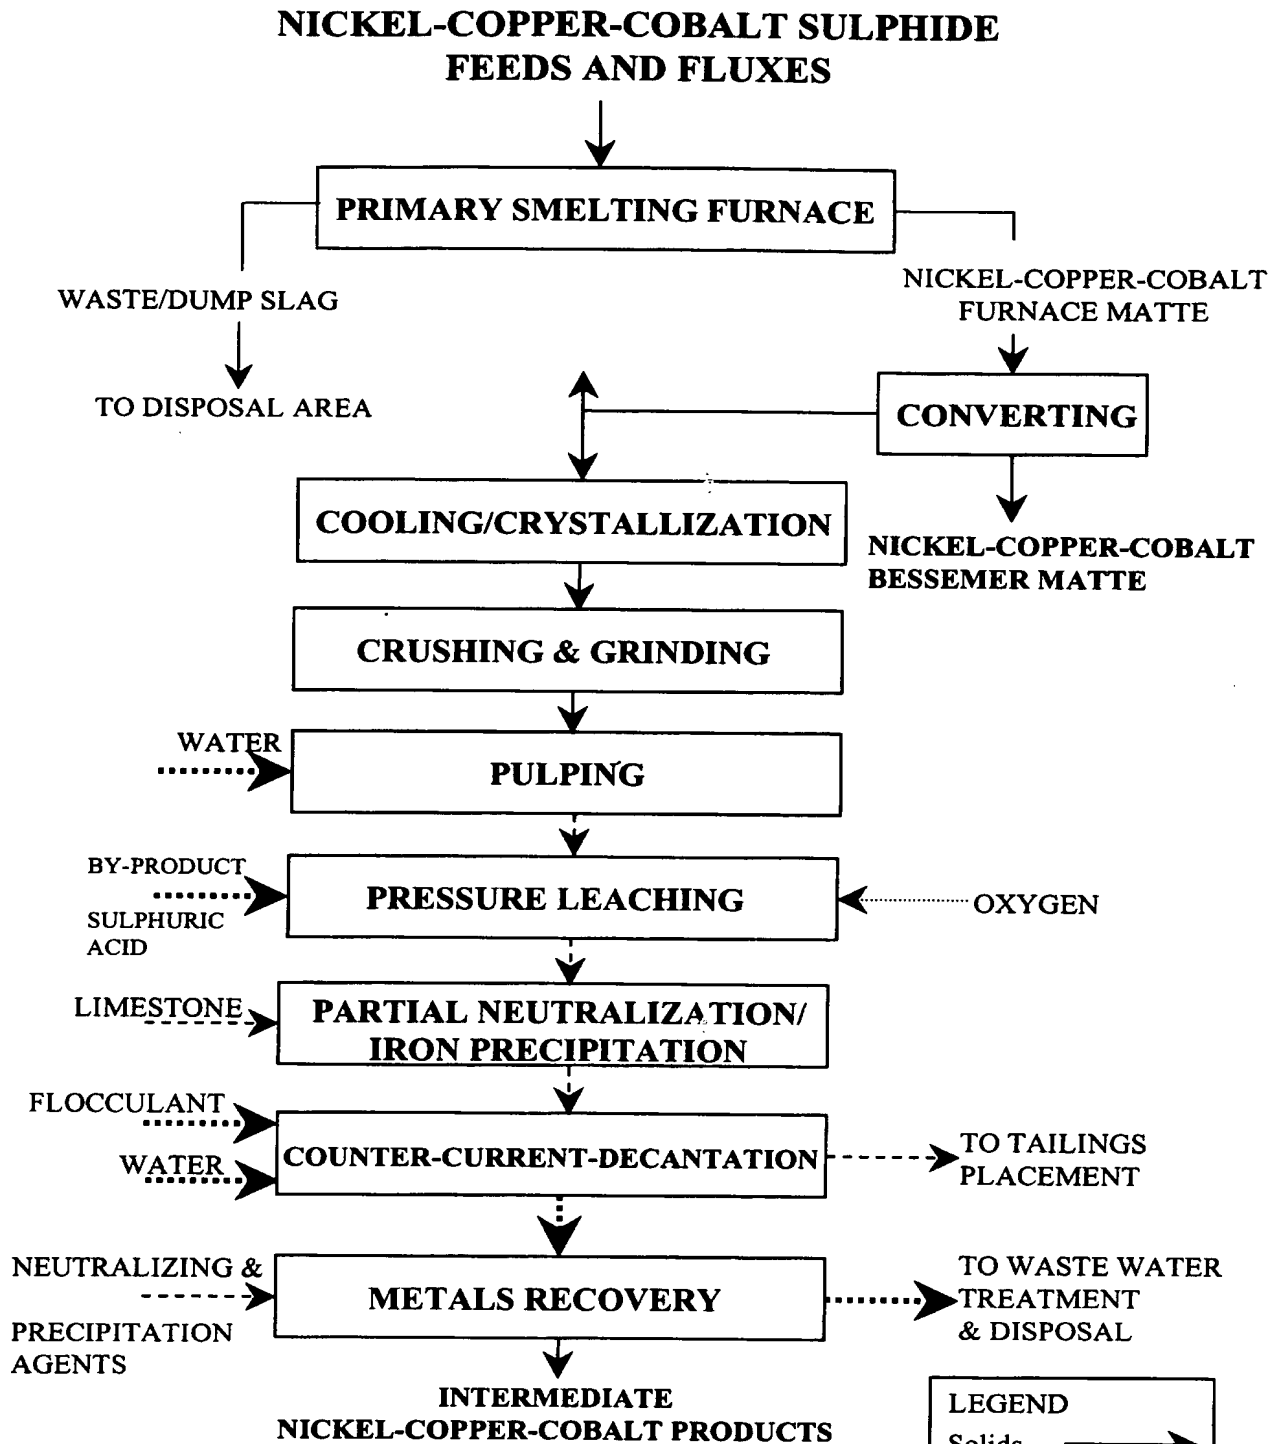 NICKEL-COPPER-COBALT SULPHIDE
FEEDS AND FLUXES
PRIMARY SMELTING FURNACE
WASTE/DUMP SLAG
NICKEL-COPPER-COBALT
FURNACE MATTE
TO DISPOSAL AREA
CONVERTING
COOLING/CRYSTALLIZATION
NICKEL-COPPER-COBALT
BESSEMER MATTE
CRUSHING & GRINDING
WATER
PULPING
BY-PRODUCT
SULPHURIC
ACID
PRESSURE LEACHING
OXYGEN
LIMESTONE
PARTIAL NEUTRALIZATION/
IRON PRECIPITATION
FLOCCULANT
WATER
COUNTER-CURRENT-DECANTATION
TO TAILINGS
PLACEMENT
NEUTRALIZING &
PRECIPITATION
AGENTS
METALS RECOVERY
TO WASTE WATER
TREATMENT
& DISPOSAL
INTERMEDIATE
NICKEL-COPPER-COBALT PRODUCTS
LEGEND
Solids